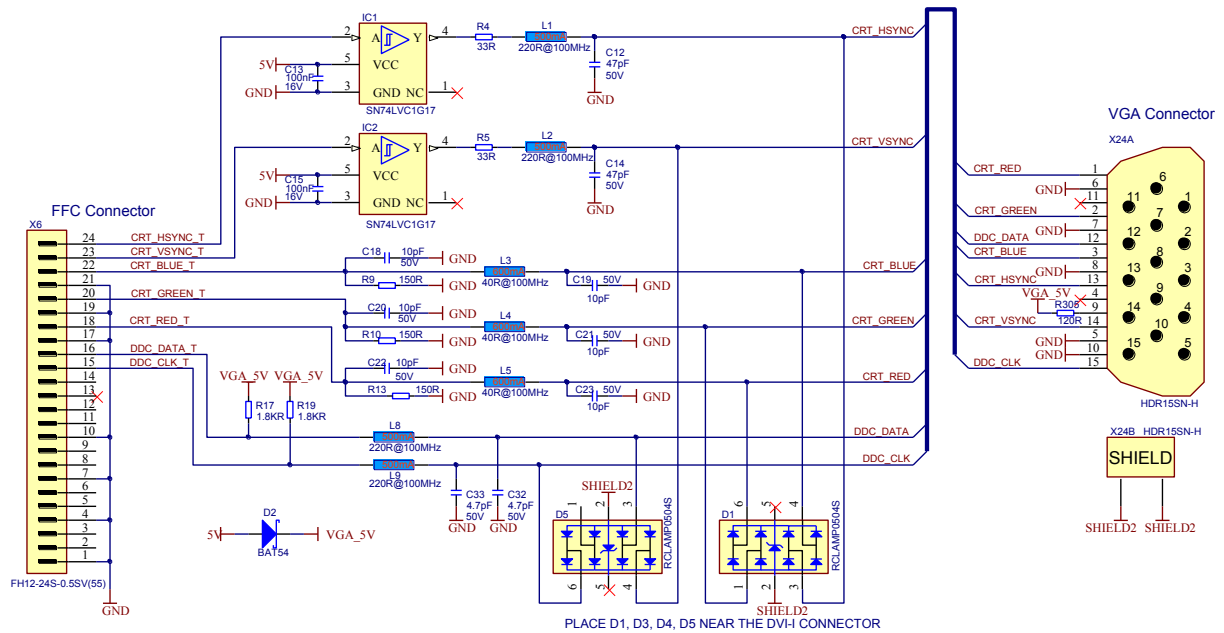 IC1
2
A
Y
4
R4
33R
L1
220R@100MHz
CRT_HSYNC
5V
C13
100nF
16V
5
VCC
C12
47pF
50V
GND
3
GND NC
1
GND
SN74LVC1G17
IC2
2
A
Y
4
R5
33R
L2
220R@100MHz
CRT_VSYNC
5V
C15
100nF
16V
5
VCC
C14
47pF
50V
GND
3
GND NC
1
GND
SN74LVC1G17
FFC Connector
X6
24
CRT_HSYNC_T
23
CRT_VSYNC_T
22
CRT_BLUE_T
21
20
CRT_GREEN_T
19
18
CRT_RED_T
17
16
DDC_DATA_T
15
DDC_CLK_T
14
13
12
11
10
9
8
7
6
5
4
3
2
1
FH12-24S-0.5SV(55)
GND
C18
10pF
50V
GND
L3
40R@100MHz
CRT_BLUE
R9
150R
GND
C19
50V
10pF
GND
C20
10pF
50V
GND
L4
40R@100MHz
CRT_GREEN
R10
150R
GND
C21
50V
10pF
GND
C22
10pF
50V
GND
L5
40R@100MHz
CRT_RED
R13
150R
GND
C23
50V
10pF
GND
VGA_5V
VGA_5V
R17
1.8KR
R19
1.8KR
L8
220R@100MHz
DDC_DATA
L9
220R@100MHz
DDC_CLK
C33
4.7pF
50V
GND
C32
4.7pF
50V
GND
5V
D2
BAT54
VGA_5V
SHIELD2
1
2
3
D5
RCLAMP0504S
6
5
4
6
5
4
D1
RCLAMP0504S
1
2
3
SHIELD2
PLACE D1, D3, D4, D5 NEAR THE DVI-I CONNECTOR
VGA Connector
X24A
CRT_RED
1
GND
6
11
CRT_GREEN
2
GND
7
DDC_DATA
12
CRT_BLUE
3
GND
8
CRT_HSYNC
13
VGA_5V
4
R305
120R
9
CRT_VSYNC
14
GND
5
GND
10
DDC_CLK
15
6
11
1
7
12
2
8
13
3
9
14
4
10
15
5
HDR15SN-H
X24B
HDR15SN-H
SHIELD
SHIELD2
SHIELD2